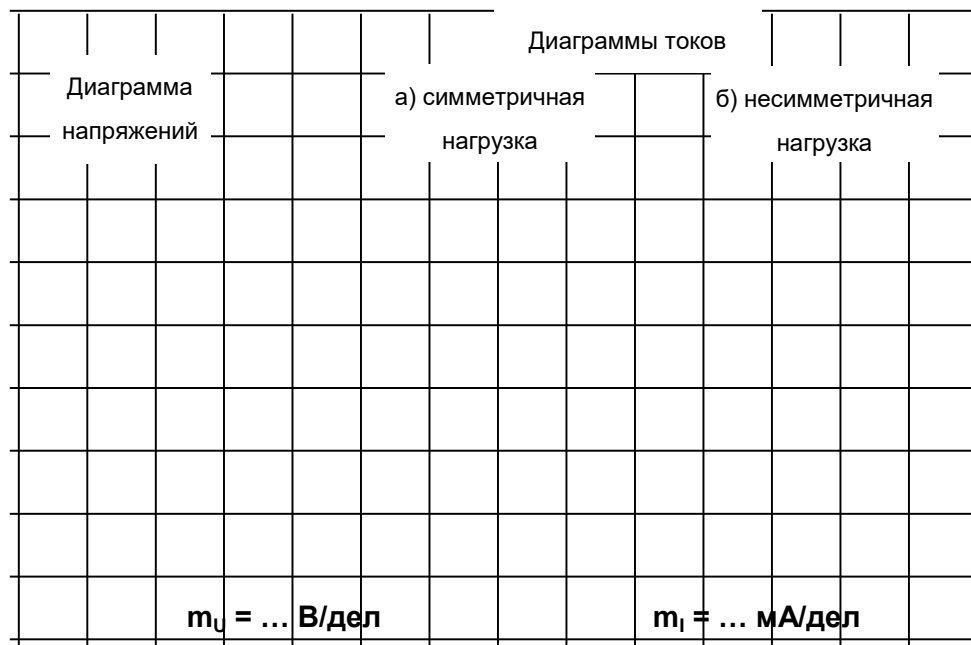 Диаграммы токов
Диаграмма
напряжений
а) симметричная
нагрузка
б) несимметричная
нагрузка
mU = ... В/дел
mI = ... мА/дел